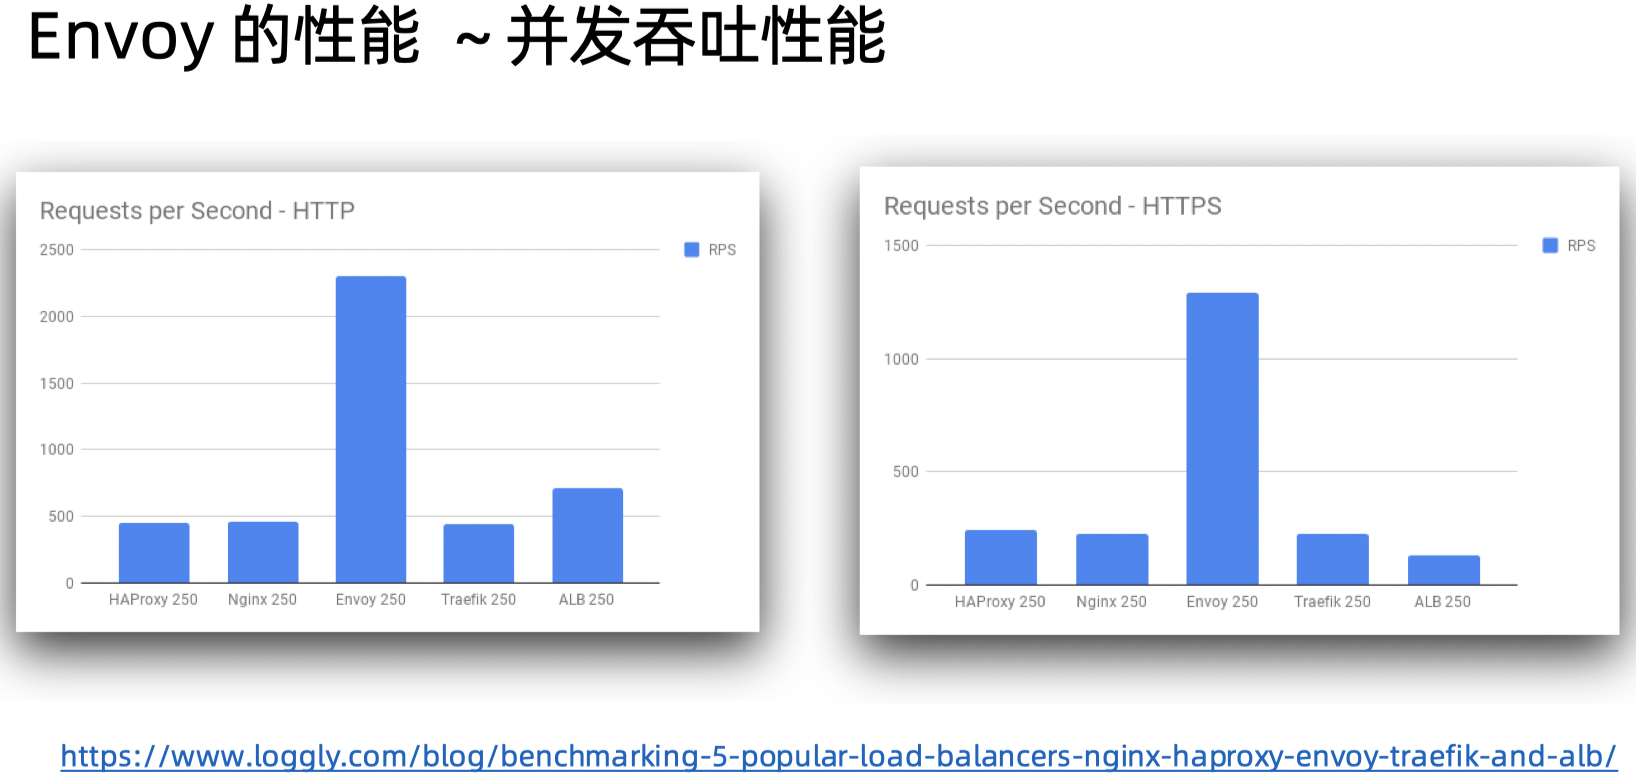 Envoy 的性能 ~ 并发吞吐性能
Requests per Second - HTTP
RPS
2500
2000
1500
1000
500
0
HAProxy 250 Nginx 250 Envoy 250 Traefik 250 ALB 250
Requests per Second - HTTPS
RPS
1500
1000
500
0
HAProxy 250 Nginx 250 Envoy 250 Traefik 250 ALB 250
https://www.loggly.com/blog/benchmarking-5-popular-load-balancers-nginx-haproxy-envoy-traefik-and-alb/